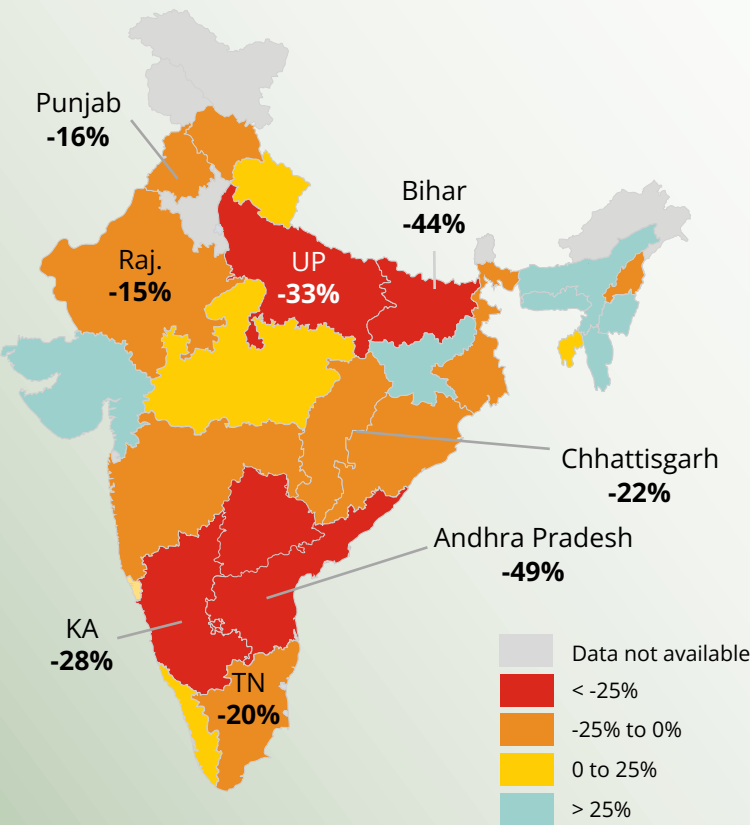 Punjab
-16%
Bihar
-44%
Raj.
-15%
UP
-33%
Chhattisgarh
-22%
Andhra Pradesh
-49%
KA
-28%
TN
-20%
Data not available
< -25%
-25% to 0%
0 to 25%
> 25%